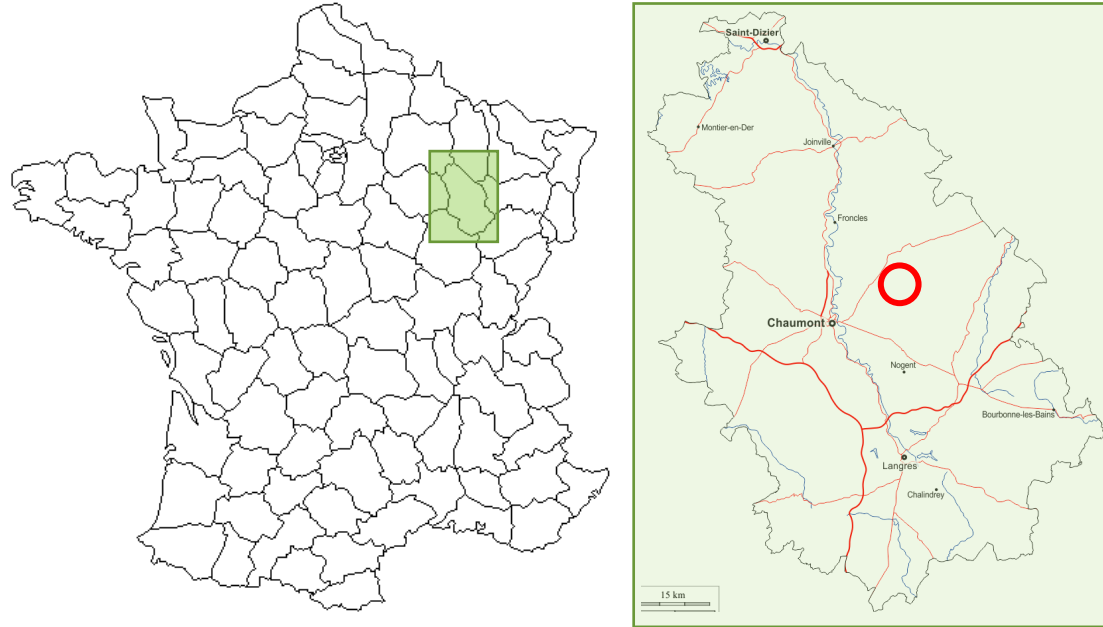 Saint-Dizier
Montier-en-Der
Joinville
Froncles
Chaumont
Nogent
Bourbonne-les-Bains
Langres
Chalindrey
15 km